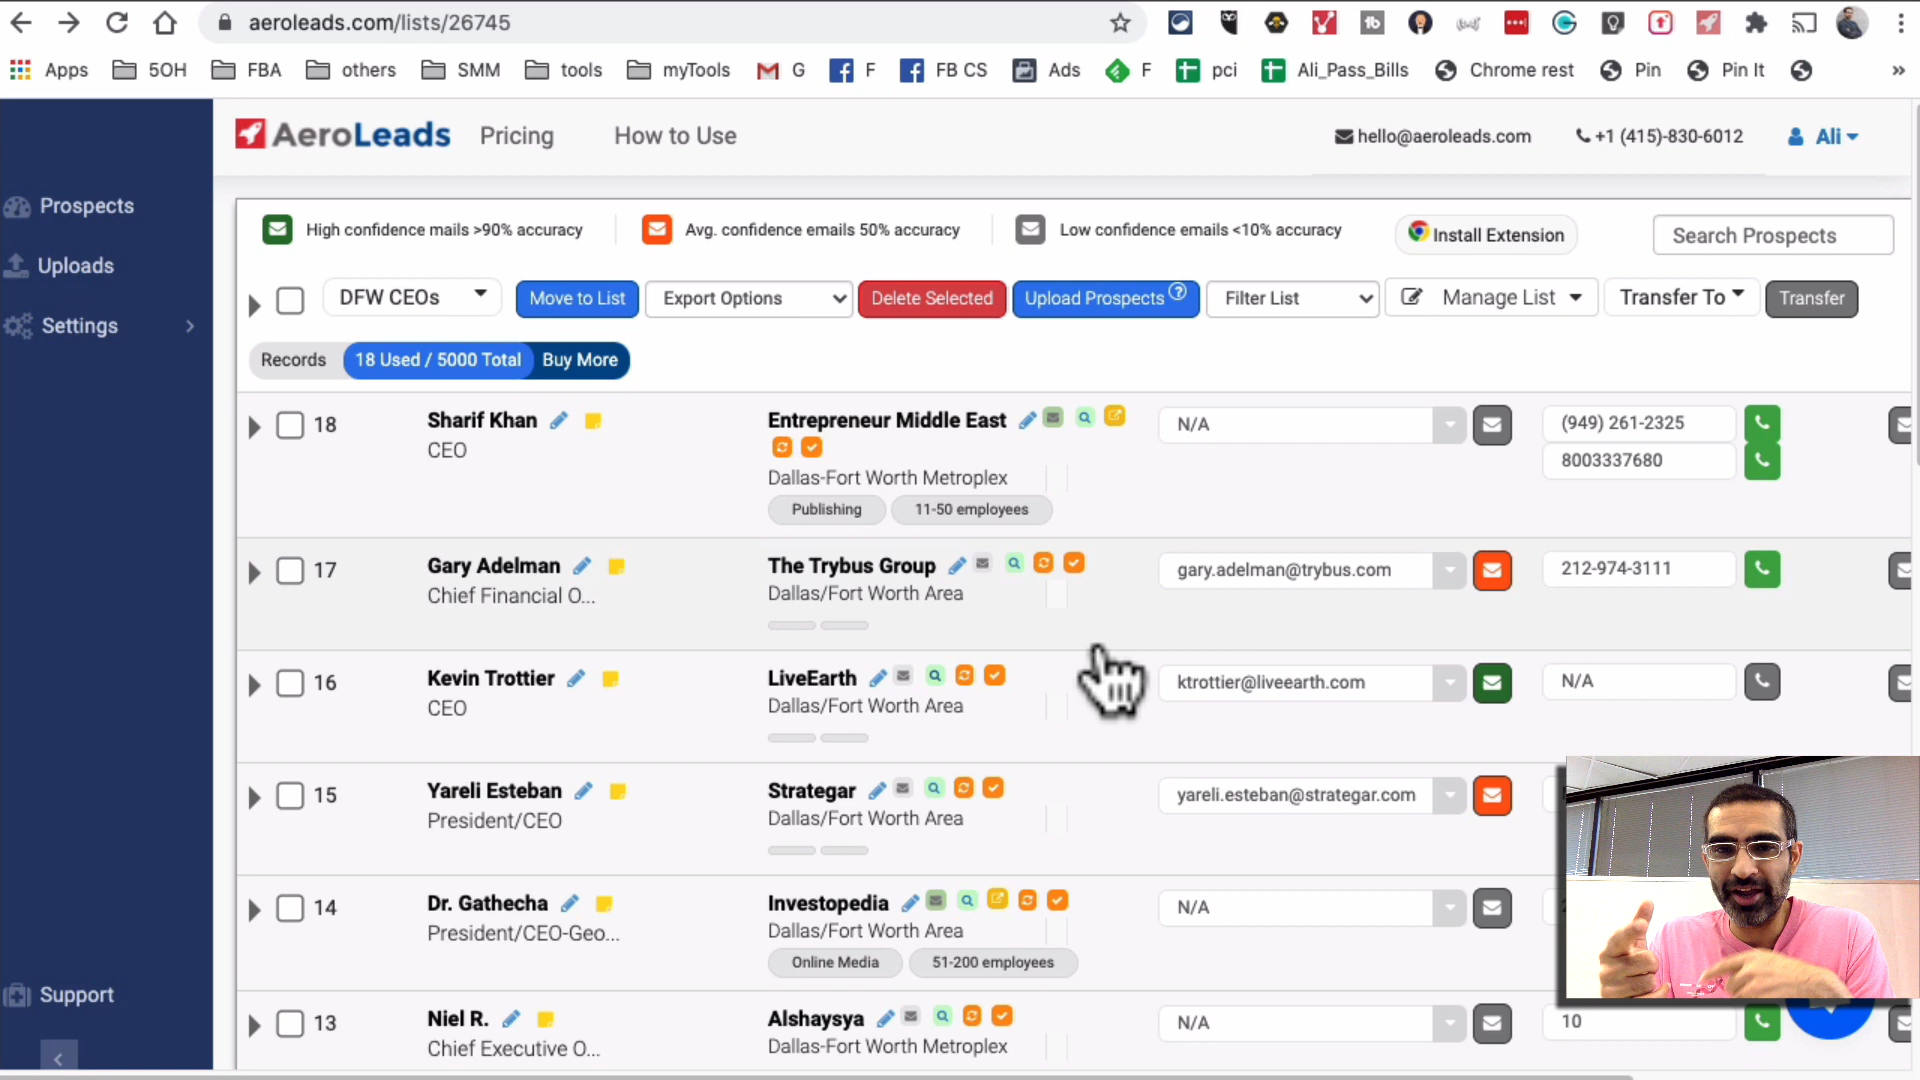 aeroleads.com/lists/26745
Apps 5OH FBA others SMM tools myTools G F FB CS Ads F pci Ali_Pass_Bills Chrome rest Pin Pin It
AeroLeads Pricing How to Use hello@aeroleads.com +1 (415)-830-6012 Ali
Prospects
Uploads
Settings
Support
High confidence mails >90% accuracy Avg. confidence emails 50% accuracy Low confidence emails <10% accuracy Install Extension Search Prospects
DFW CEOs Move to List Export Options Delete Selected Upload Prospects Filter List Manage List Transfer To Transfer
Records 18 Used / 5000 Total Buy More
18 Sharif Khan Entrepreneur Middle East N/A (949) 261-2325
CEO 8003337680
Dallas-Fort Worth Metroplex
Publishing 11-50 employees
17 Gary Adelman The Trybus Group gary.adelman@trybus.com 212-974-3111
Chief Financial O... Dallas/Fort Worth Area
16 Kevin Trottier LiveEarth ktrottier@liveearth.com N/A
CEO Dallas/Fort Worth Area
15 Yareli Esteban Strategar yareli.esteban@strategar.com
President/CEO Dallas/Fort Worth Area
14 Dr. Gathecha Investopedia N/A
President/CEO-Geo... Dallas/Fort Worth Area
Online Media 51-200 employees
13 Niel R. Alshaysya N/A 10
Chief Executive O... Dallas-Fort Worth Metroplex